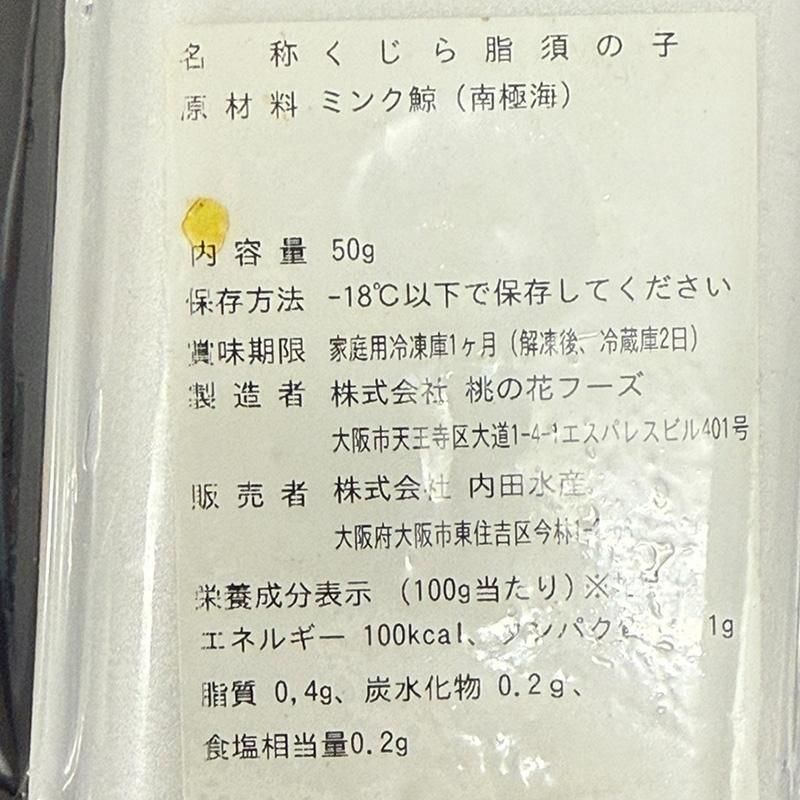 名称 くじら脂須の子
原材料 ミンク鯨（南極海）
内容量 50g
保存方法 -18℃以下で保存してください
賞味期限 家庭用冷凍庫1ヶ月（解凍後、冷蔵庫2日）
製造者 株式会社 桃の花フーズ
大阪市天王寺区大道1-4-1エスパレスビル401号
販売者 株式会社 内田水産
大阪府大阪市東住吉区今林1-
栄養成分表示 （100g当たり）※
エネルギー 100kcal、タンパク 1g
脂質 0,4g、炭水化物 0.2g、
食塩相当量0.2g